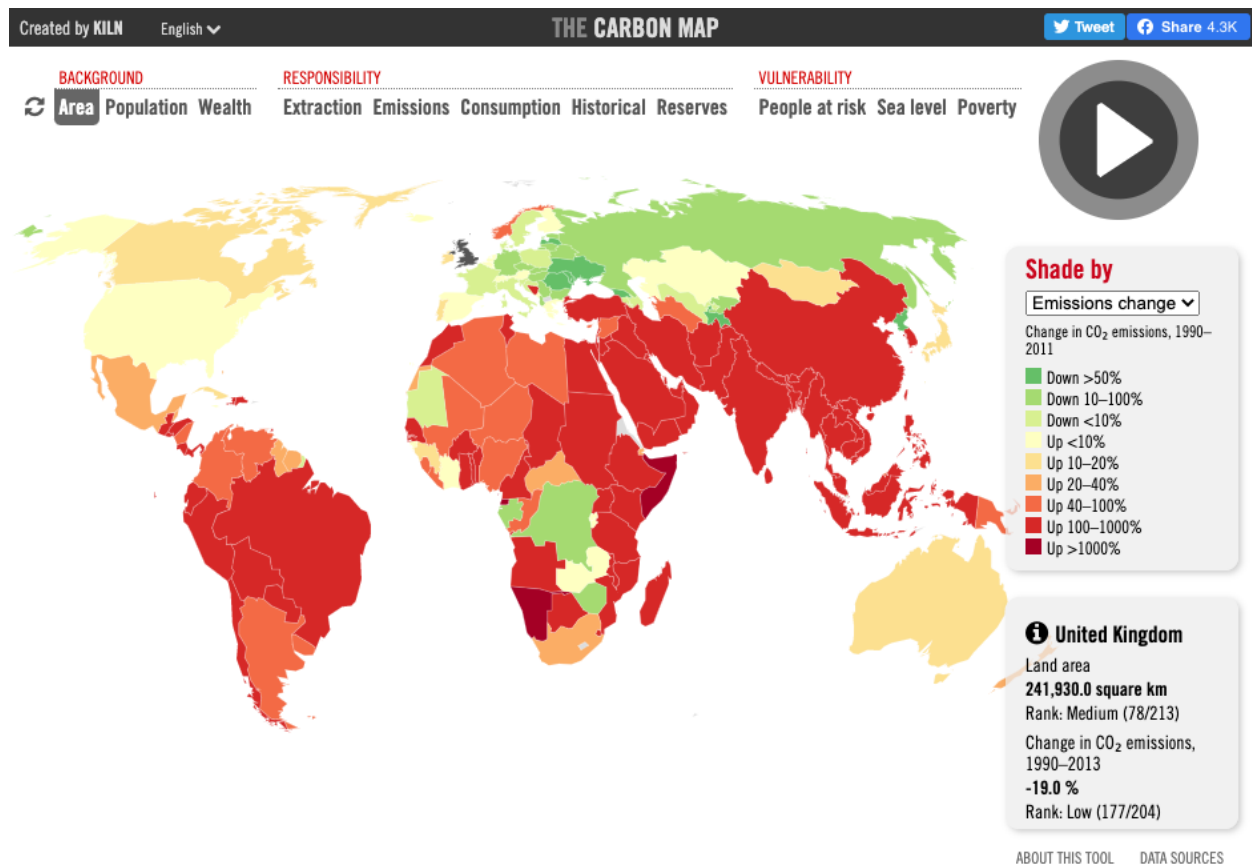 Created by KILN
English
THE CARBON MAP
Tweet
Share 4.3K
BACKGROUND
RESPONSIBILITY
VULNERABILITY
Area Population Wealth
Extraction Emissions Consumption Historical Reserves
People at risk Sea level Poverty
Shade by
Emissions change
Change in CO₂ emissions, 1990–
2011
Down >50%
Down 10–100%
Down <10%
Up <10%
Up 10–20%
Up 20–40%
Up 40–100%
Up 100–1000%
Up >1000%
United Kingdom
Land area
241,930.0 square km
Rank: Medium (78/213)
Change in CO₂ emissions,
1990–2013
-19.0 %
Rank: Low (177/204)
ABOUT THIS TOOL DATA SOURCES